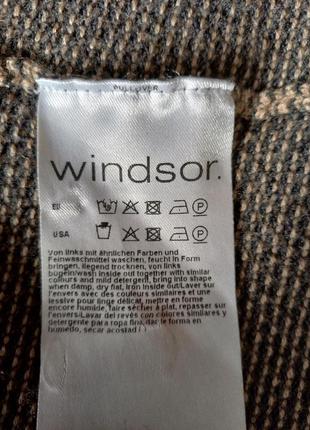 PULLOVER
windsor.
EU P
USA P
Von links mit ähnlichen Farben und
Feinwaschmittel waschen, feucht in Form
bringen, liegend trocknen, von links
bügeln/wash inside out together with similar
colours and mild detergent, bring into shape
when damp, dry flat, iron inside out/Laver sur
l'envers avec des couleurs similaires et une
lessive pour linge délicat, mettre en forme
encore humide, faire sécher à plat, repasser sur
l'envers/Lavar del revés con colores similares y
detergente para ropa fina, dar le forma en
humedo, secar acostad